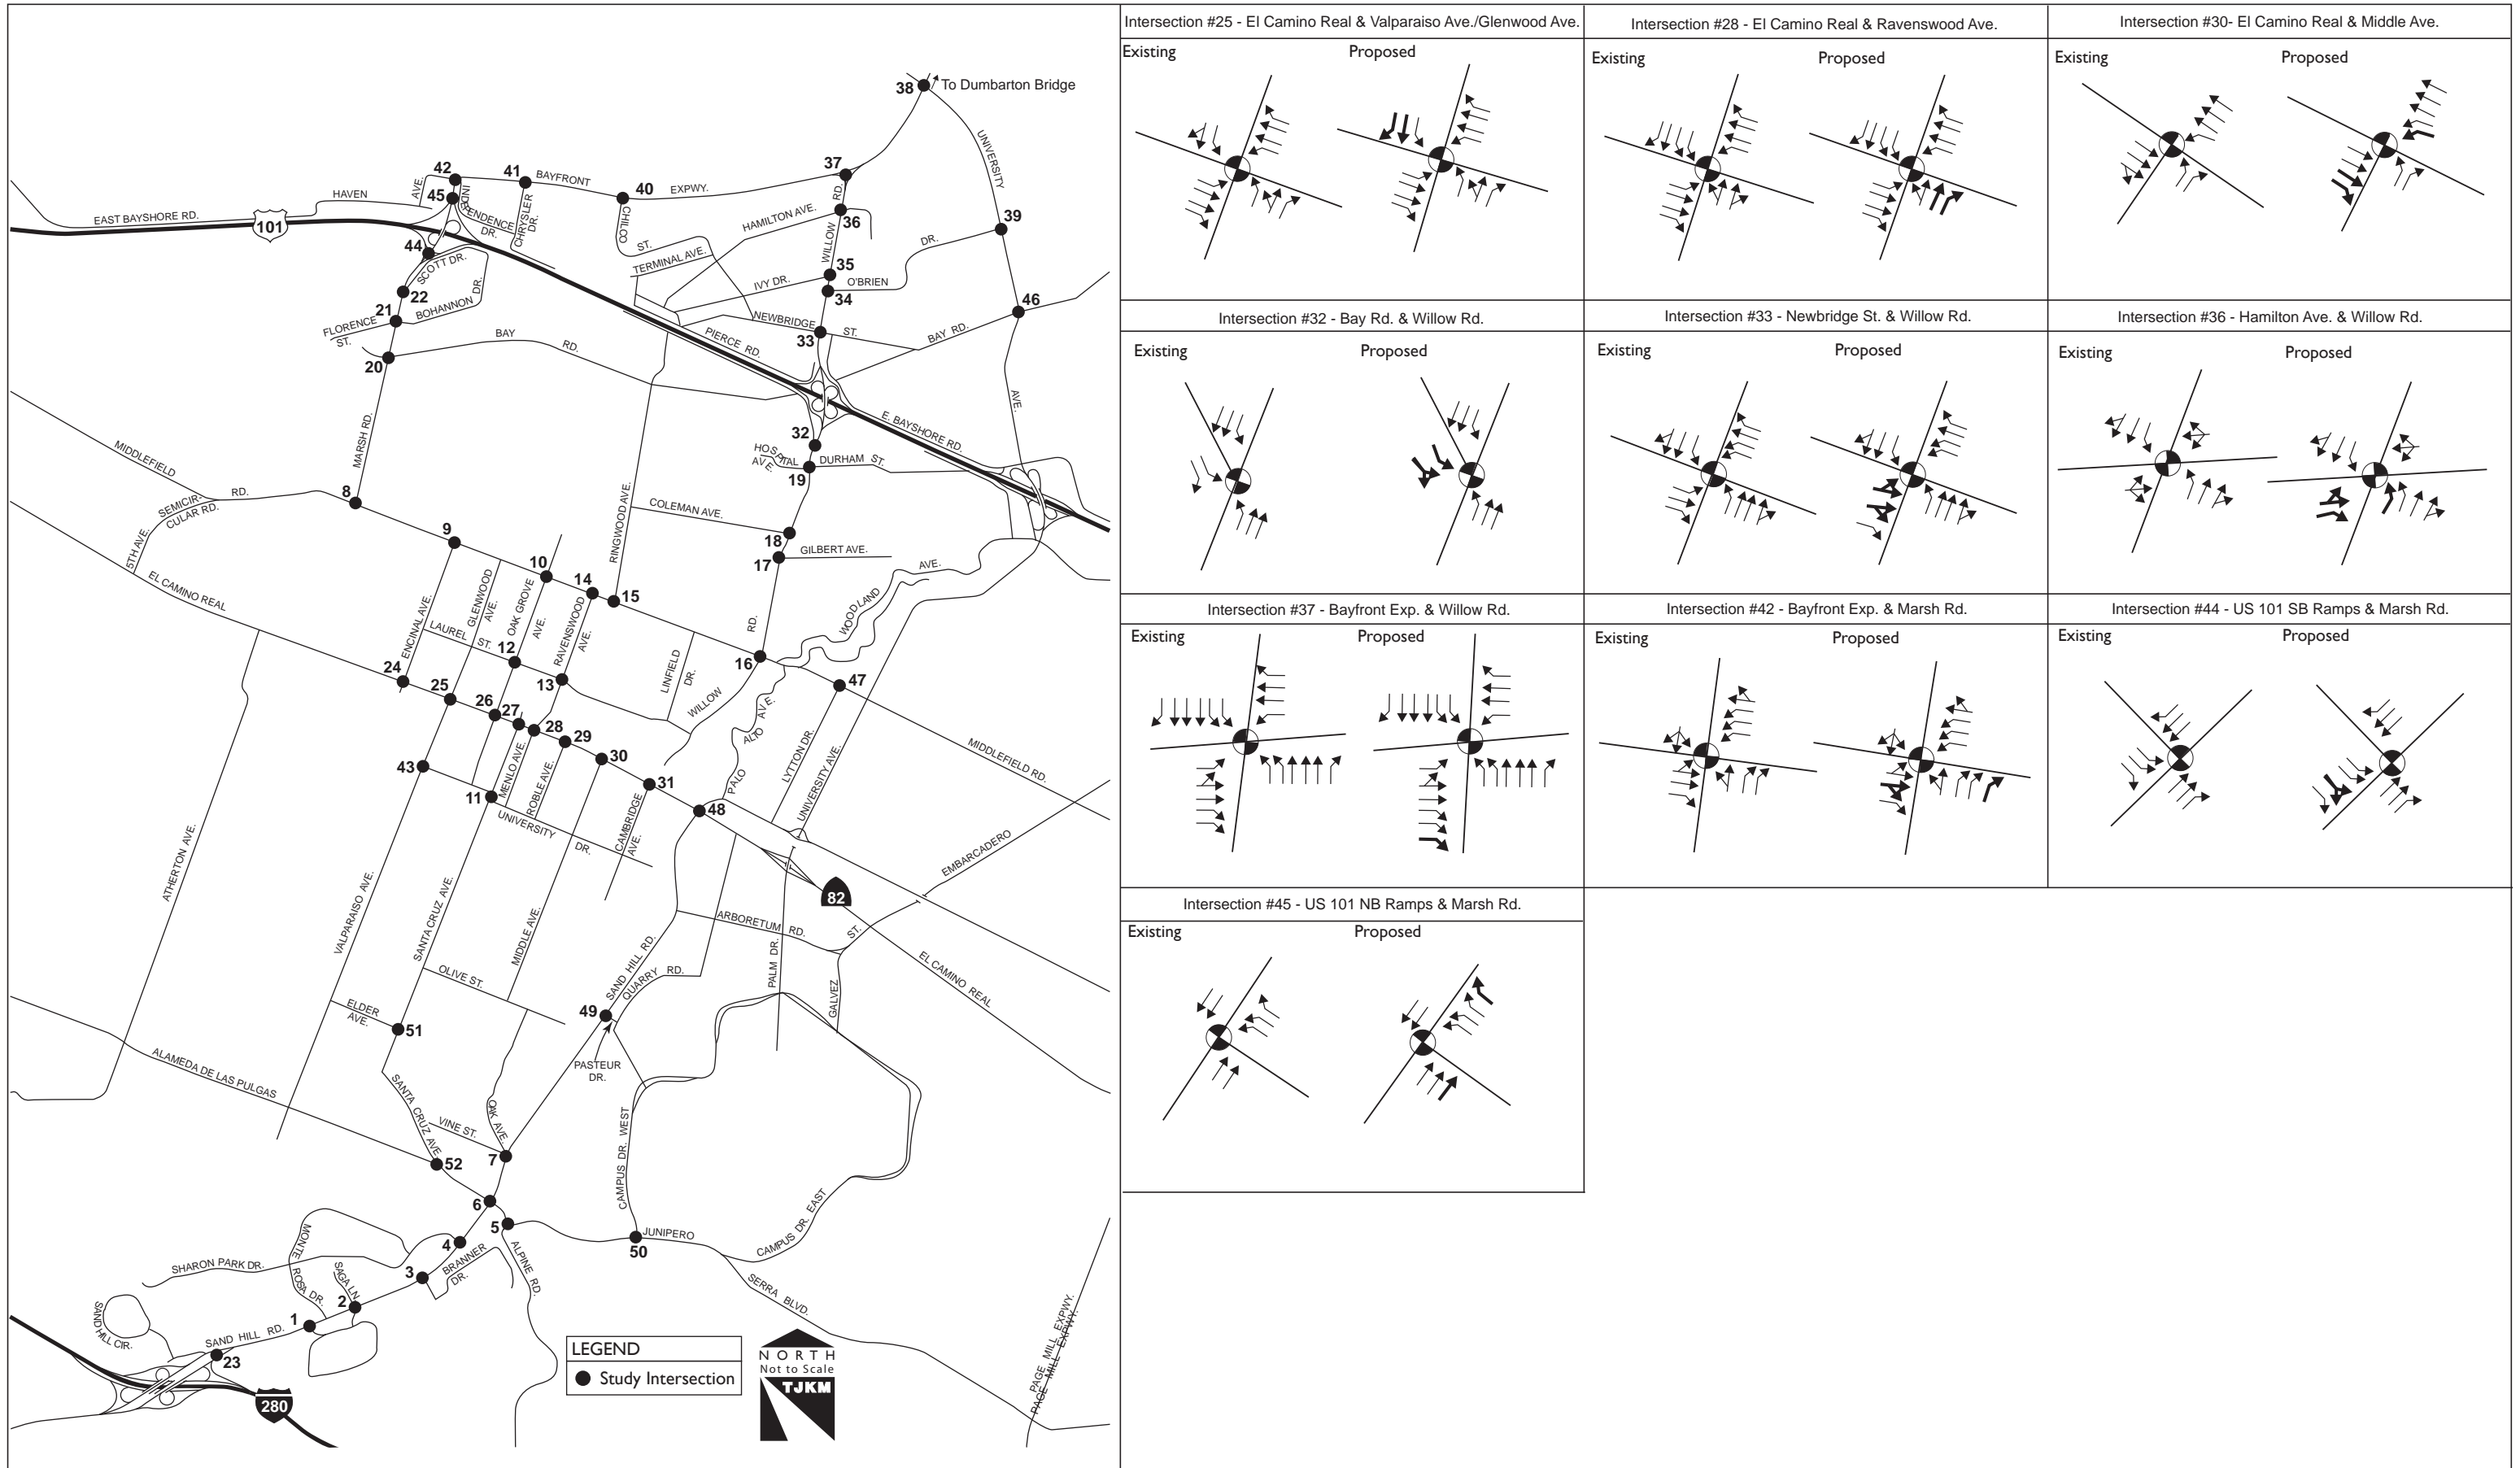 To Dumbarton Bridge
38
UNIVERSITY
AVE.
42
41
BAYFRONT
37
AVE.
INDE
PENDENCE
DR.
45
40
EXPWY.
RD.
HAVEN
CHRYSLER
DR.
CHILCO
ST.
HAMILTON AVE.
36
39
EAST BAYSHORE RD.
101
WILLOW
DR.
44
SCOTT DR.
TERMINAL AVE.
35
IVY DR.
O'BRIEN
34
22
DR.
46
21
BOHANNON
FLORENCE
ST.
NEWBRIDGE
ST.
BAY RD.
33
BAY
RD.
PIERCE RD.
20
MARSH RD.
E. BAYSHORE RD.
MIDDLEFIELD
RD.
32
HOSPITAL
AVE.
DURHAM ST.
19
8
SEMICIR-
CULAR RD.
COLEMAN AVE.
RINGWOOD AVE.
5TH AVE.
9
18
GILBERT AVE.
17
10
14
15
AVE.
WOODLAND
EL CAMINO REAL
GLENWOOD
AVE.
OAK GROVE
AVE.
RAVENSWOOD
AVE.
RD.
ENCINAL AVE.
LAUREL
ST.
12
LINFIELD
DR.
16
24
13
WILLOW
47
25
26
27
28
29
30
PALO
ALTO
AVE.
LYTTON DR.
UNIVERSITY AVE.
MIDDLEFIELD RD.
43
MENLO AVE.
ROBLE AVE.
31
11
UNIVERSITY
DR.
CAMBRIDGE
AVE.
48
ATHERTON AVE.
EMBARCADERO
82
VALPARAISO AVE.
SANTA CRUZ AVE.
MIDDLE AVE.
ARBORETUM RD.
ST.
SAND HILL RD.
PALM DR.
EL CAMINO REAL
OLIVE ST.
QUARRY RD.
GALVEZ
ELDER
AVE.
49
51
ALAMEDA DE LAS PULGAS
PASTEUR
DR.
SANTA CRUZ AVE.
OAK AVE.
VINE ST.
CAMPUS DR. WEST
52
7
6
5
JUNIPERO
50
CAMPUS DR. EAST
MONTE
ROSA DR.
4
BRANNER
DR.
ALPINE RD.
SHARON PARK DR.
SAGA LN.
3
SERRA BLVD.
2
SAND HILL CIR.
1
SAND HILL RD.
23
280
PAGE MILL EXPWY.
PAGE MILL EXPWY.
LEGEND
Study Intersection
NORTH
Not to Scale
TJKM
Intersection #25 - El Camino Real & Valparaiso Ave./Glenwood Ave.
Existing
Proposed
Intersection #28 - El Camino Real & Ravenswood Ave.
Existing
Proposed
Intersection #30- El Camino Real & Middle Ave.
Existing
Proposed
Intersection #32 - Bay Rd. & Willow Rd.
Existing
Proposed
Intersection #33 - Newbridge St. & Willow Rd.
Existing
Proposed
Intersection #36 - Hamilton Ave. & Willow Rd.
Existing
Proposed
Intersection #37 - Bayfront Exp. & Willow Rd.
Existing
Proposed
Intersection #42 - Bayfront Exp. & Marsh Rd.
Existing
Proposed
Intersection #44 - US 101 SB Ramps & Marsh Rd.
Existing
Proposed
Intersection #45 - US 101 NB Ramps & Marsh Rd.
Existing
Proposed